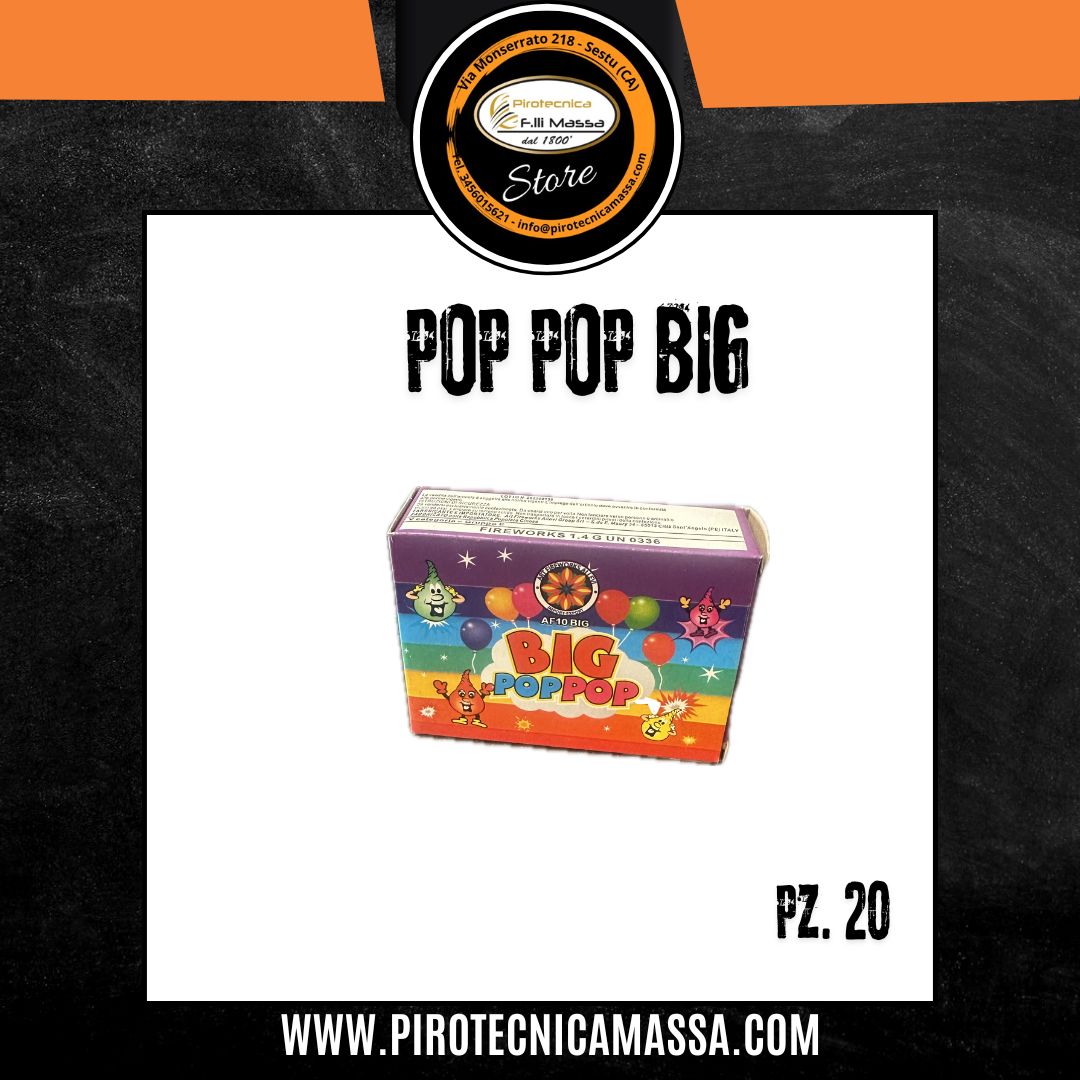 Via Monserrato 218 - Sestu (CA)
Pirotecnica
F.lli Massa
dal 1800'
Store
Tel. 3456015621 - info@pirotecnicamassa.com
POP POP BIG
FIREWORKS 1.4 G UN 0336
AF10 BIG
BIG
POP POP
PZ. 20
WWW.PIROTECNICAMASSA.COM